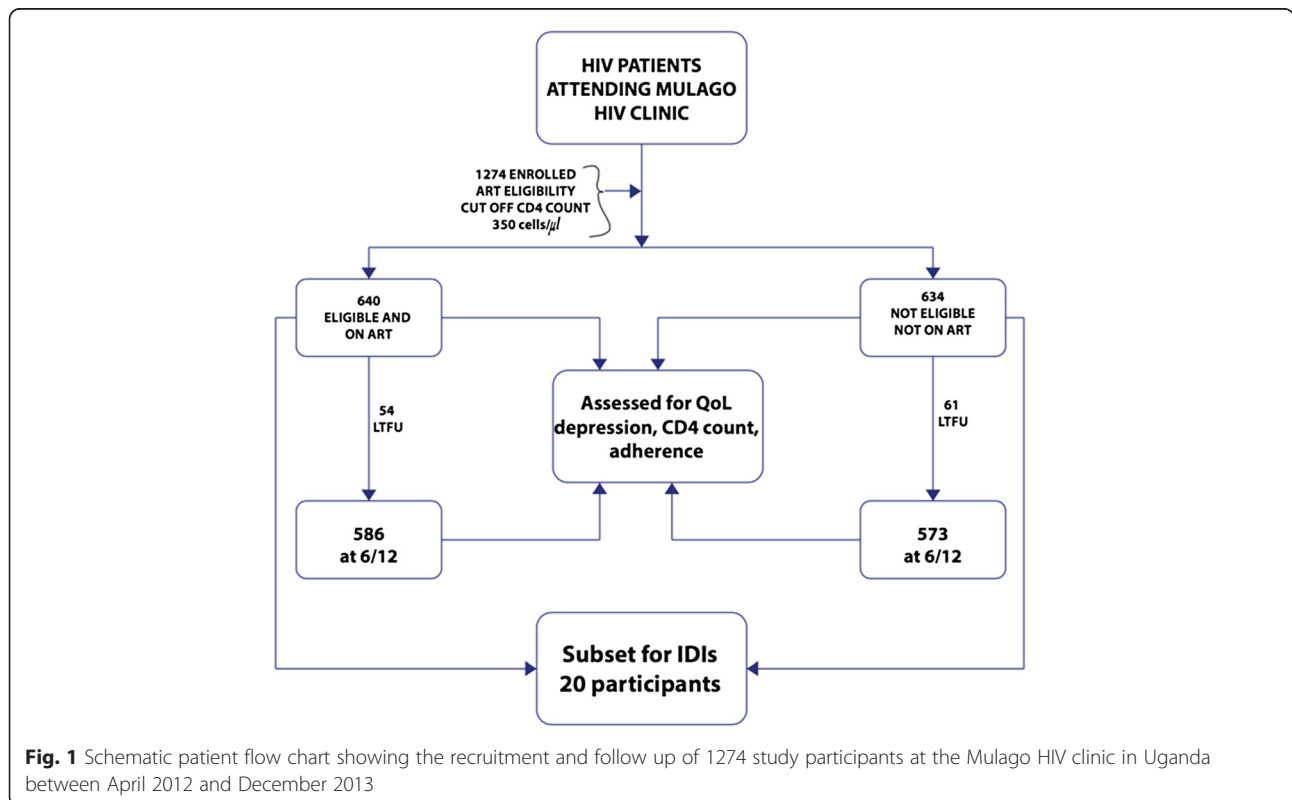 HIV PATIENTS
ATTENDING MULAGO
HIV CLINIC
1274 ENROLLED
ART ELIGIBILITY
CUT OFF CD4 COUNT
350 cells/μl
640
ELIGIBLE AND
ON ART
634
NOT ELIGIBLE
NOT ON ART
54
LTFU
Assessed for QoL
depression, CD4 count,
adherence
61
LTFU
586
at 6/12
573
at 6/12
Subset for IDIs
20 participants
Fig. 1 Schematic patient flow chart showing the recruitment and follow up of 1274 study participants at the Mulago HIV clinic in Uganda
between April 2012 and December 2013